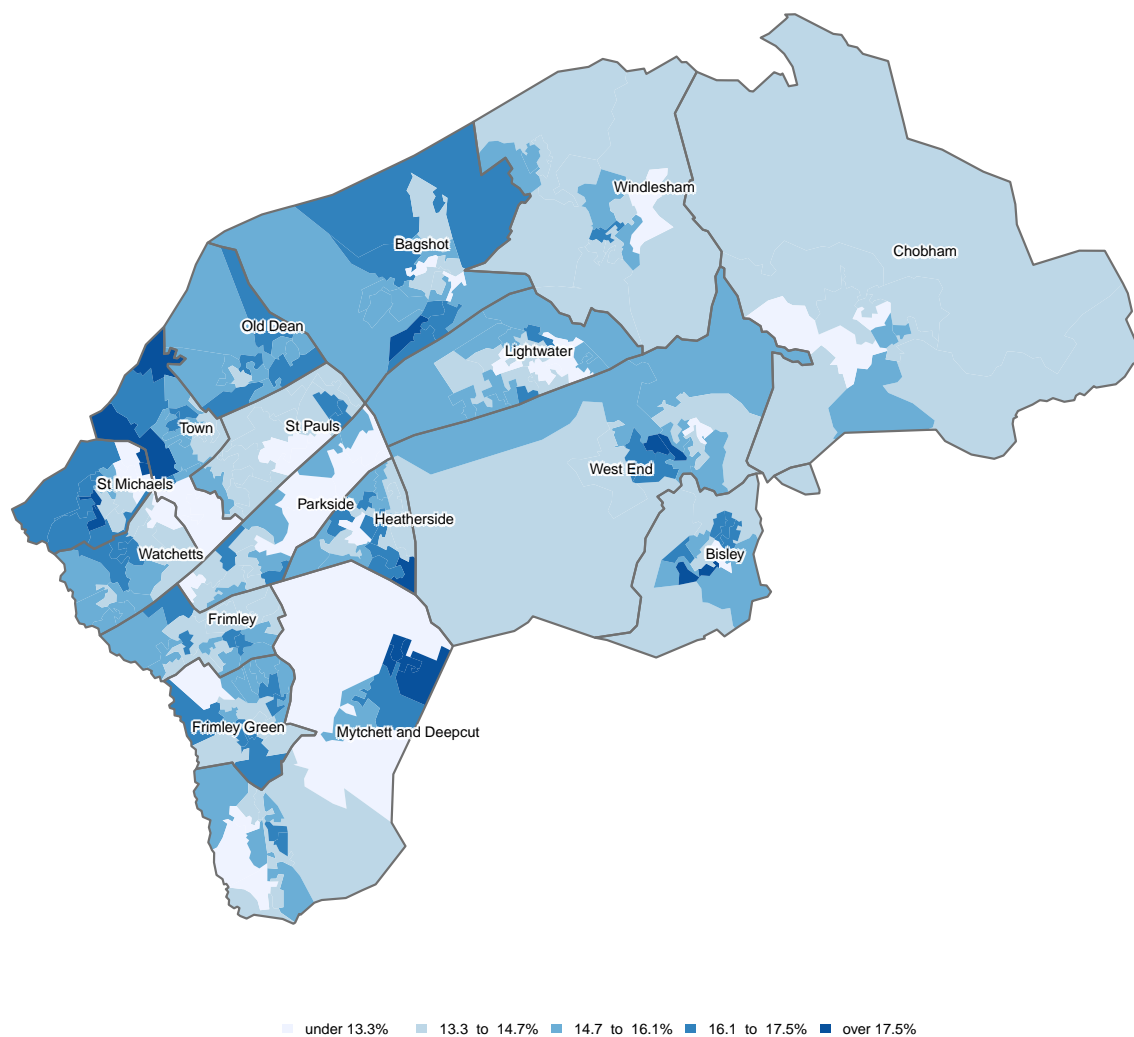 Windlesham
Bagshot
Chobham
Old Dean
Lightwater
St Pauls
Town
West End
St Michaels
Parkside
Heatherside
Watchetts
Bisley
Frimley
Frimley Green
Mytchett and Deepcut
under 13.3% 13.3 to 14.7% 14.7 to 16.1% 16.1 to 17.5% over 17.5%